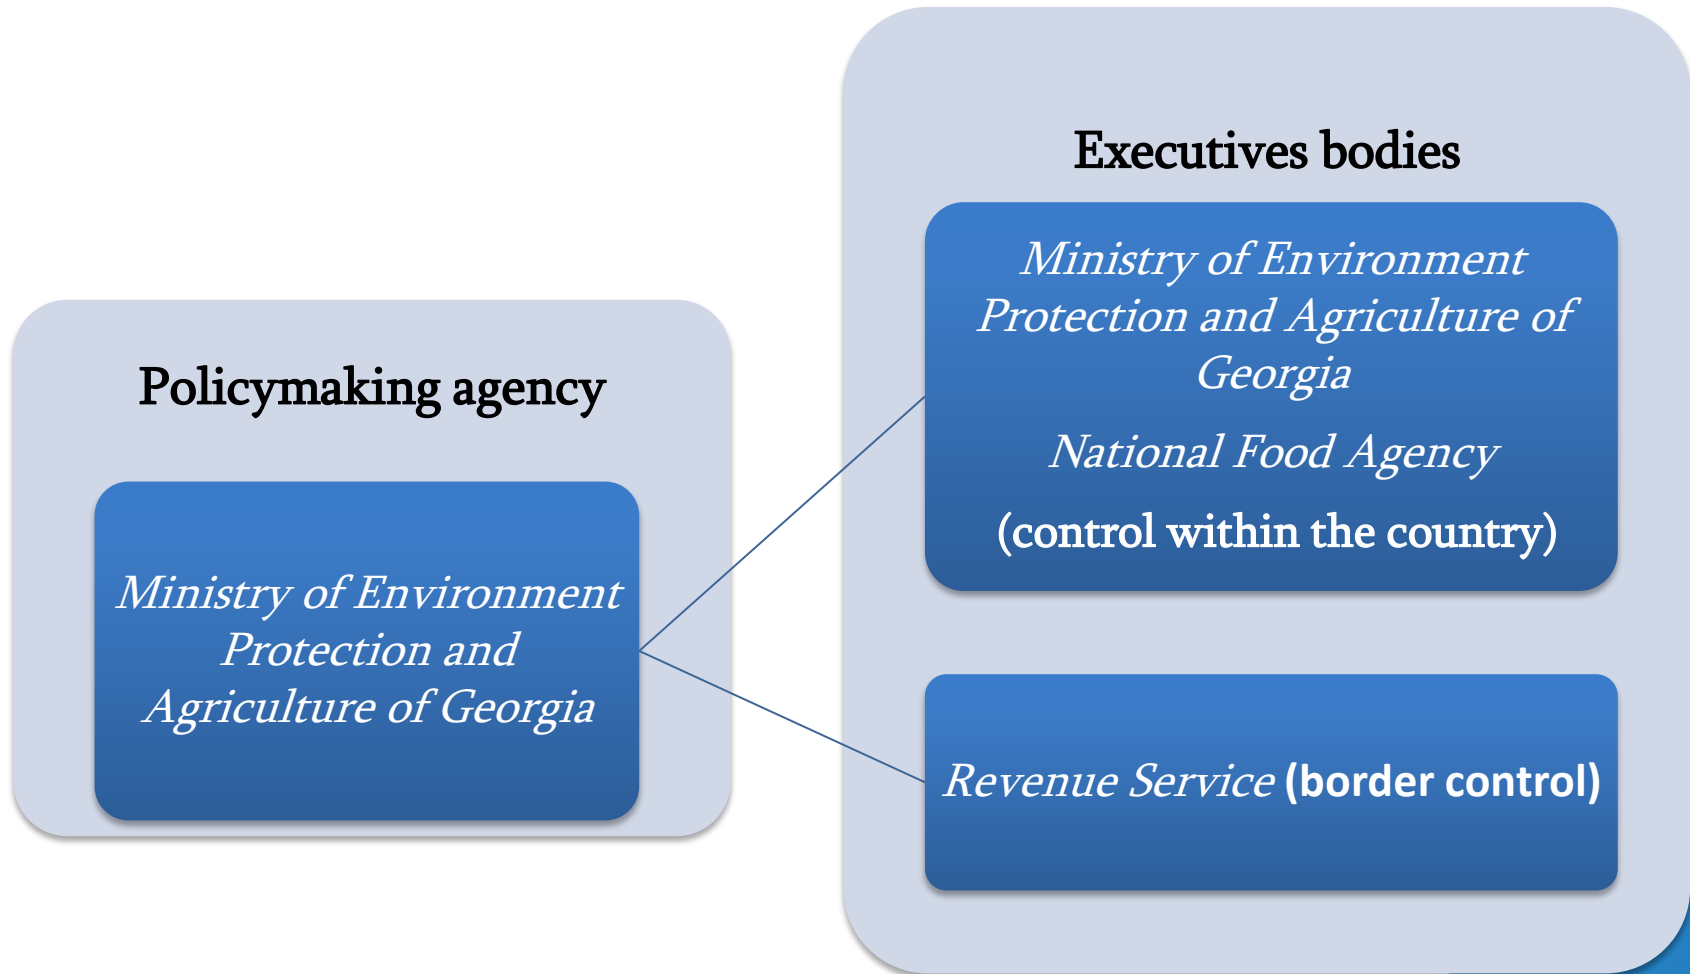 Policymaking agency
Ministry of Environment
Protection and
Agriculture of Georgia
Executives bodies
Ministry of Environment
Protection and Agriculture of
Georgia
National Food Agency
(control within the country)
Revenue Service (border control)